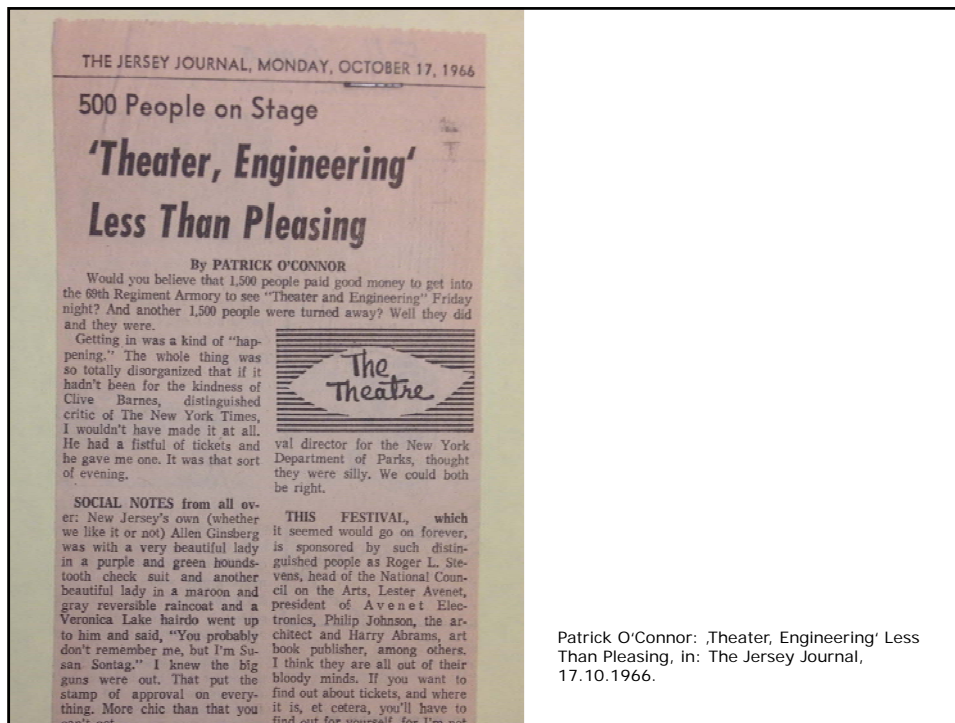 THE JERSEY JOURNAL, MONDAY, OCTOBER 17, 1966
500 People on Stage
'Theater, Engineering'
Less Than Pleasing
By PATRICK O'CONNOR
Would you believe that 1,500 people paid good money to get into
the 69th Regiment Armory to see "Theater and Engineering" Friday
night? And another 1,500 people were turned away? Well they did
and they were.
Getting in was a kind of "hap-
pening." The whole thing was
so totally disorganized that if it
hadn't been for the kindness of
Clive Barnes, distinguished
critic of The New York Times,
I wouldn't have made it at all.
He had a fistful of tickets and
he gave me one. It was that sort
of evening.
SOCIAL NOTES from all ov-
er: New Jersey's own (whether
we like it or not) Allen Ginsberg
was with a very beautiful lady
in a purple and green hounds-
tooth check suit and another
beautiful lady in a maroon and
gray reversible raincoat and a
Veronica Lake hairdo went up
to him and said, "You probably
don't remember me, but I'm Su-
san Sontag." I knew the big
guns were out. That put the
stamp of approval on every-
thing. More chic than that you
The
Theatre
val director for the New York
Department of Parks, thought
they were silly. We could both
be right.
THIS FESTIVAL, which
it seemed would go on forever,
is sponsored by such distin-
guished people as Roger L. Ste-
vens, head of the National Coun-
cil on the Arts, Lester Avenet,
president of Avenet Elec-
tronics, Philip Johnson, the ar-
chitect and Harry Abrams, art
book publisher, among others.
I think they are all out of their
bloody minds. If you want to
find out about tickets, and where
it is, et cetera, you'll have to
find out for yourself, for I'm not
Patrick O'Connor: ‚Theater, Engineering' Less
Than Pleasing, in: The Jersey Journal,
17.10.1966.